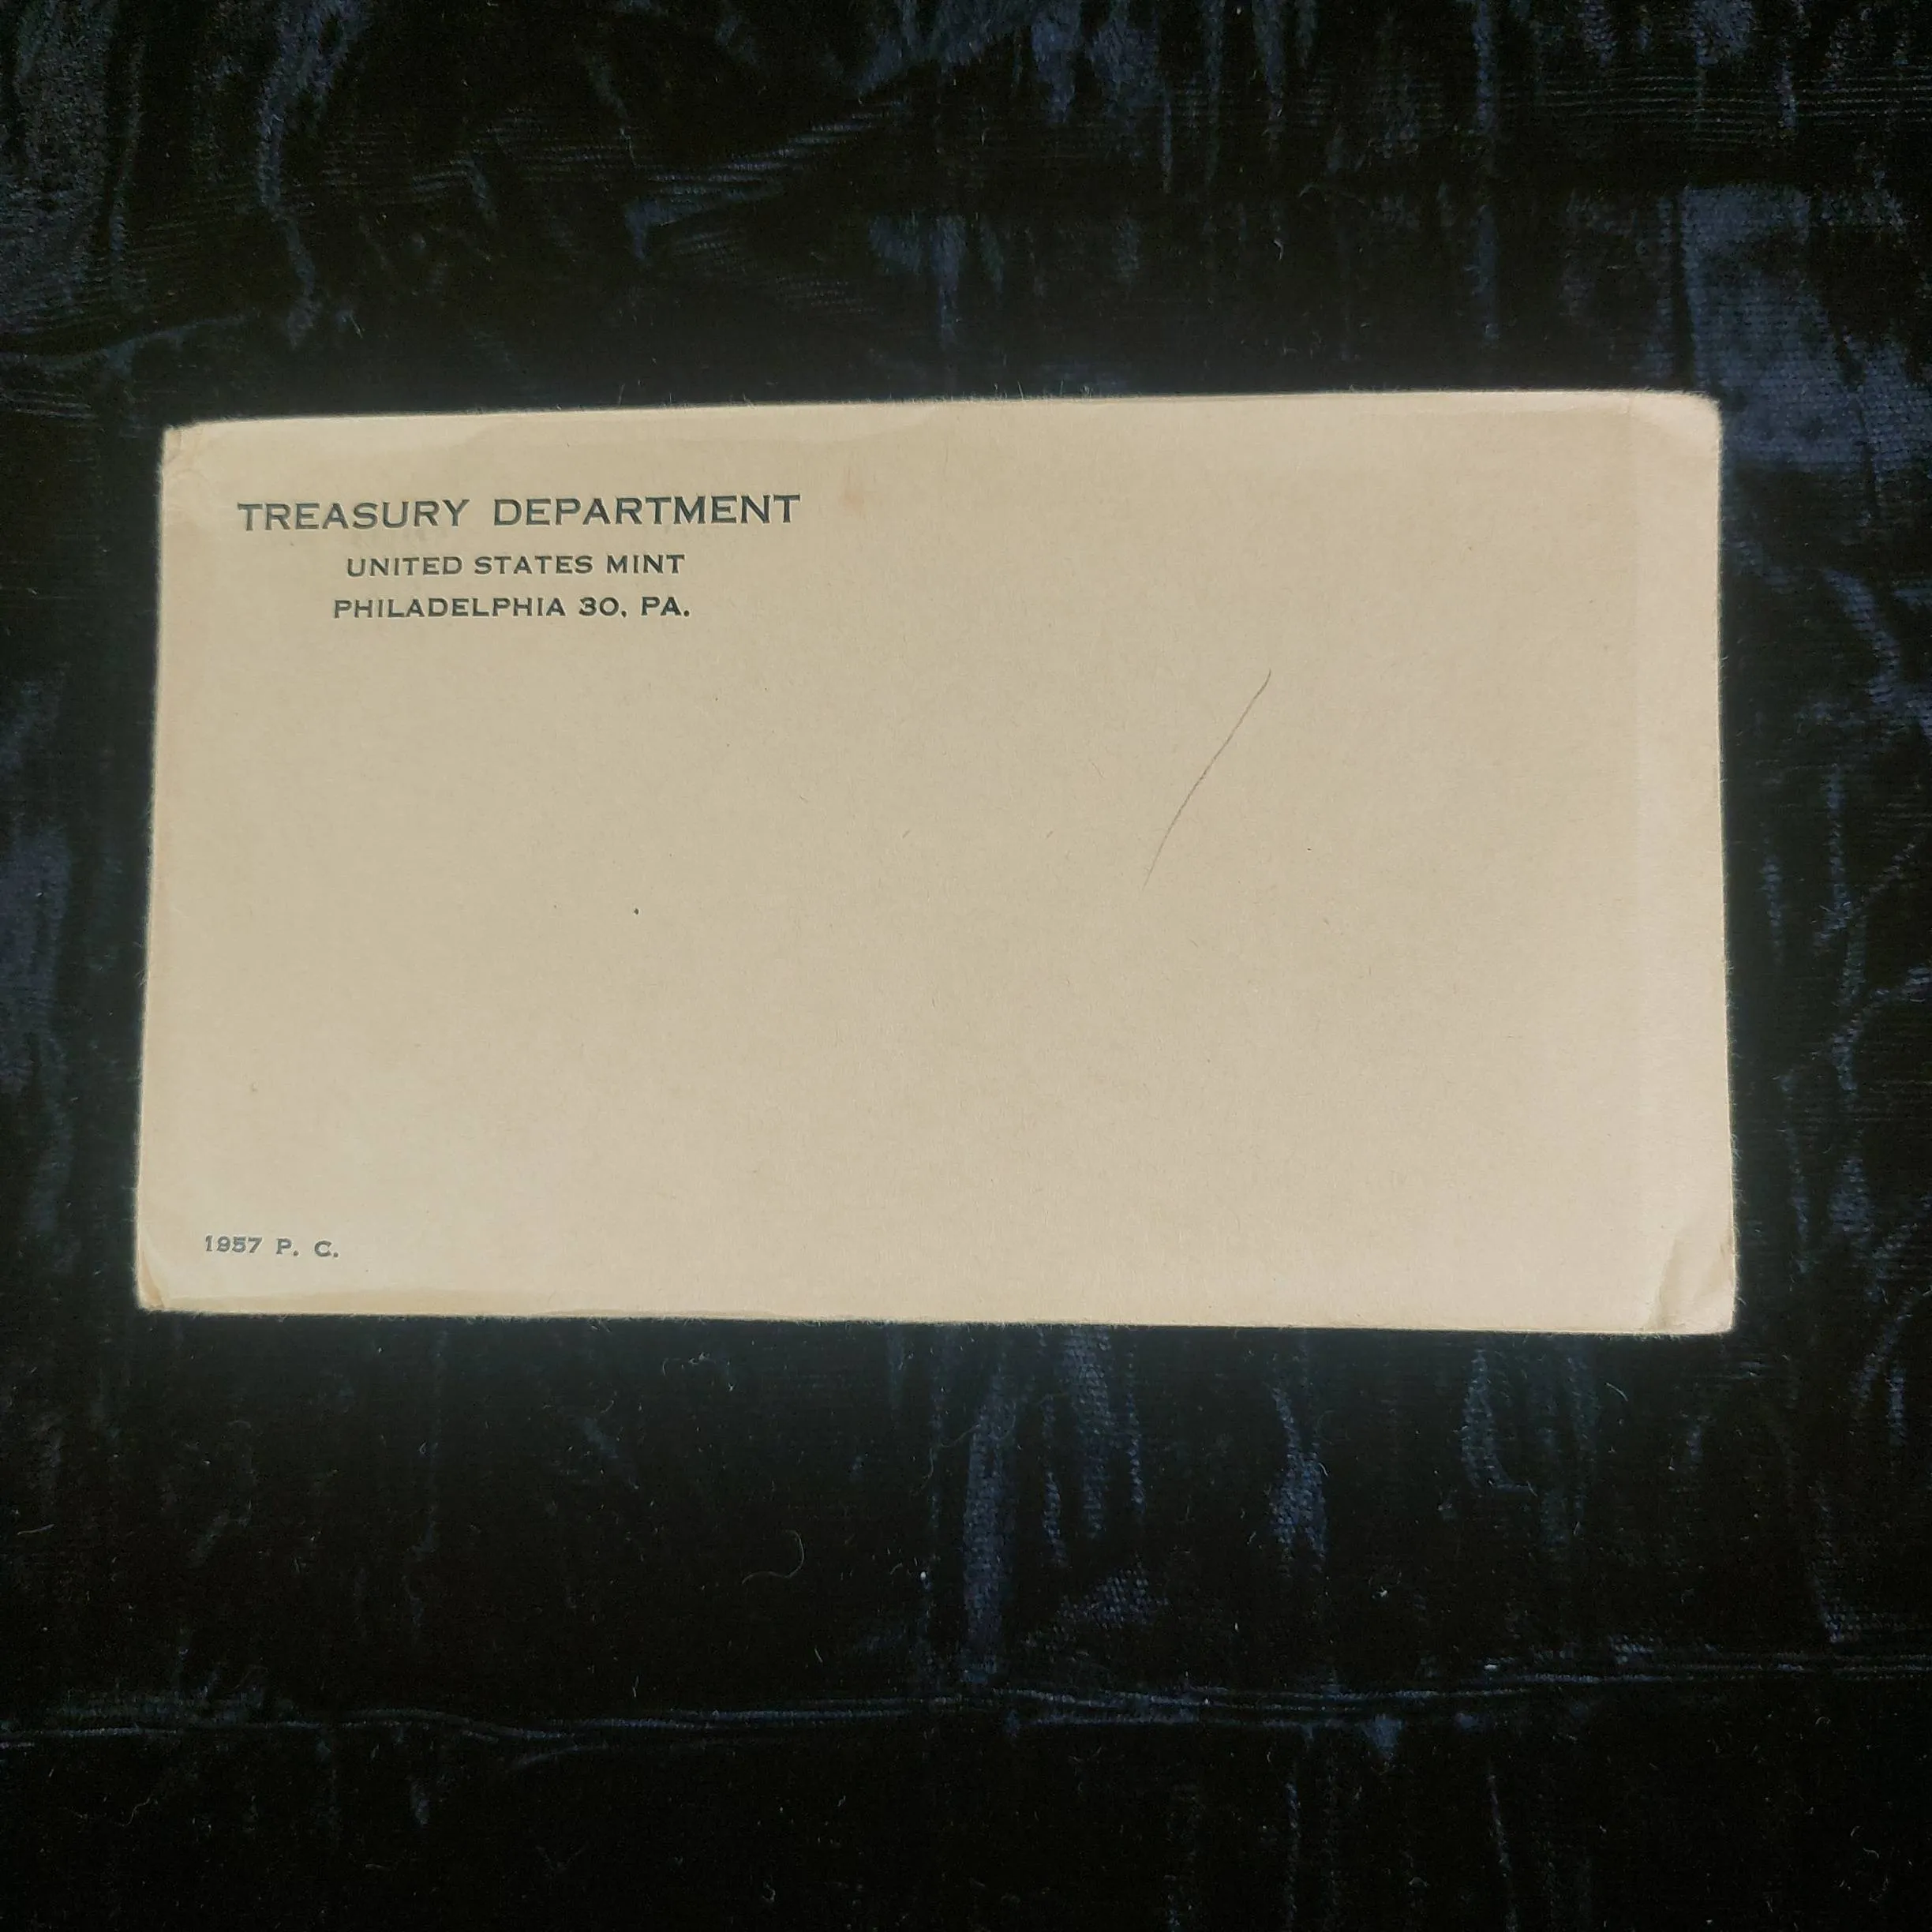 TREASURY DEPARTMENT
UNITED STATES MINT
PHILADELPHIA 30, PA.
1957 P. C.